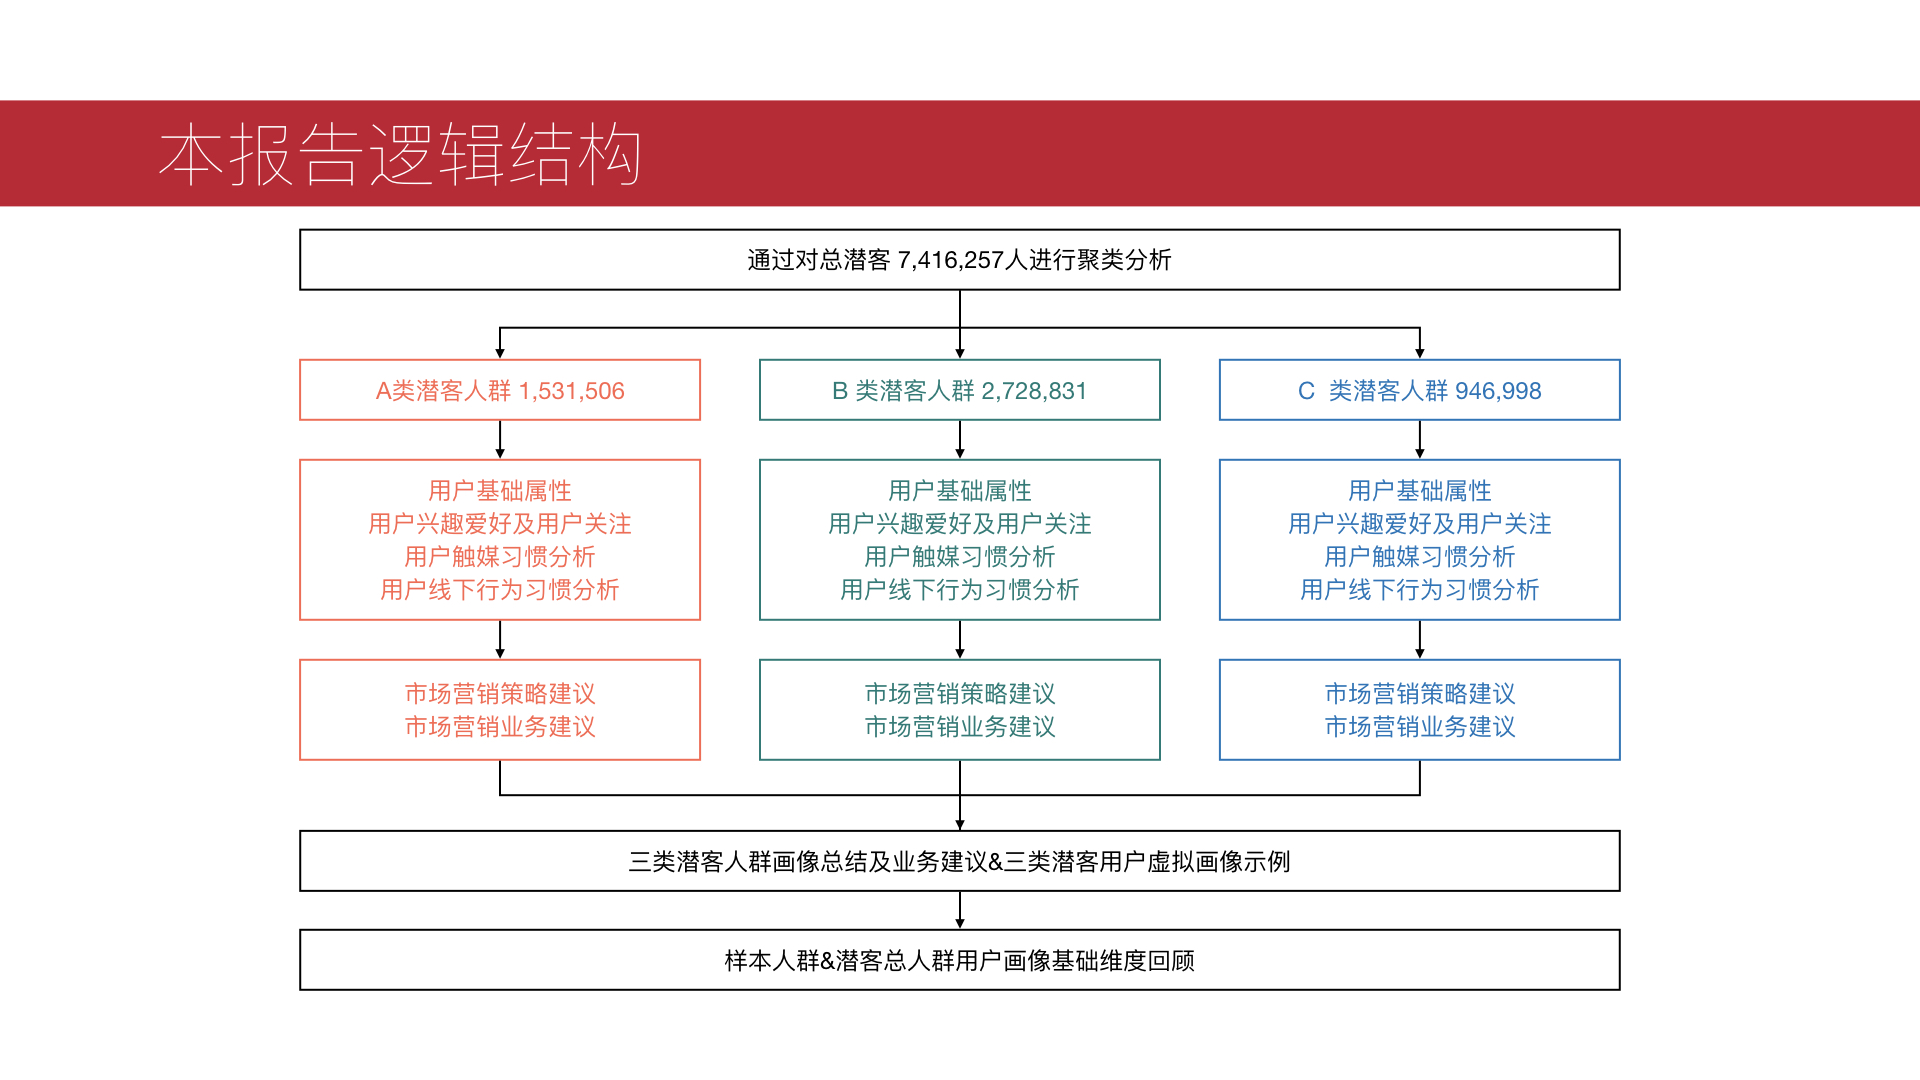 本报告逻辑结构
通过对总潜客 7,416,257人进行聚类分析
A类潜客人群 1,531,506
B 类潜客人群 2,728,831
C 类潜客人群 946,998
用户基础属性
用户兴趣爱好及用户关注
用户触媒习惯分析
用户线下行为习惯分析
用户基础属性
用户兴趣爱好及用户关注
用户触媒习惯分析
用户线下行为习惯分析
用户基础属性
用户兴趣爱好及用户关注
用户触媒习惯分析
用户线下行为习惯分析
市场营销策略建议
市场营销业务建议
市场营销策略建议
市场营销业务建议
市场营销策略建议
市场营销业务建议
三类潜客人群画像总结及业务建议&三类潜客用户虚拟画像示例
样本人群&潜客总人群用户画像基础维度回顾